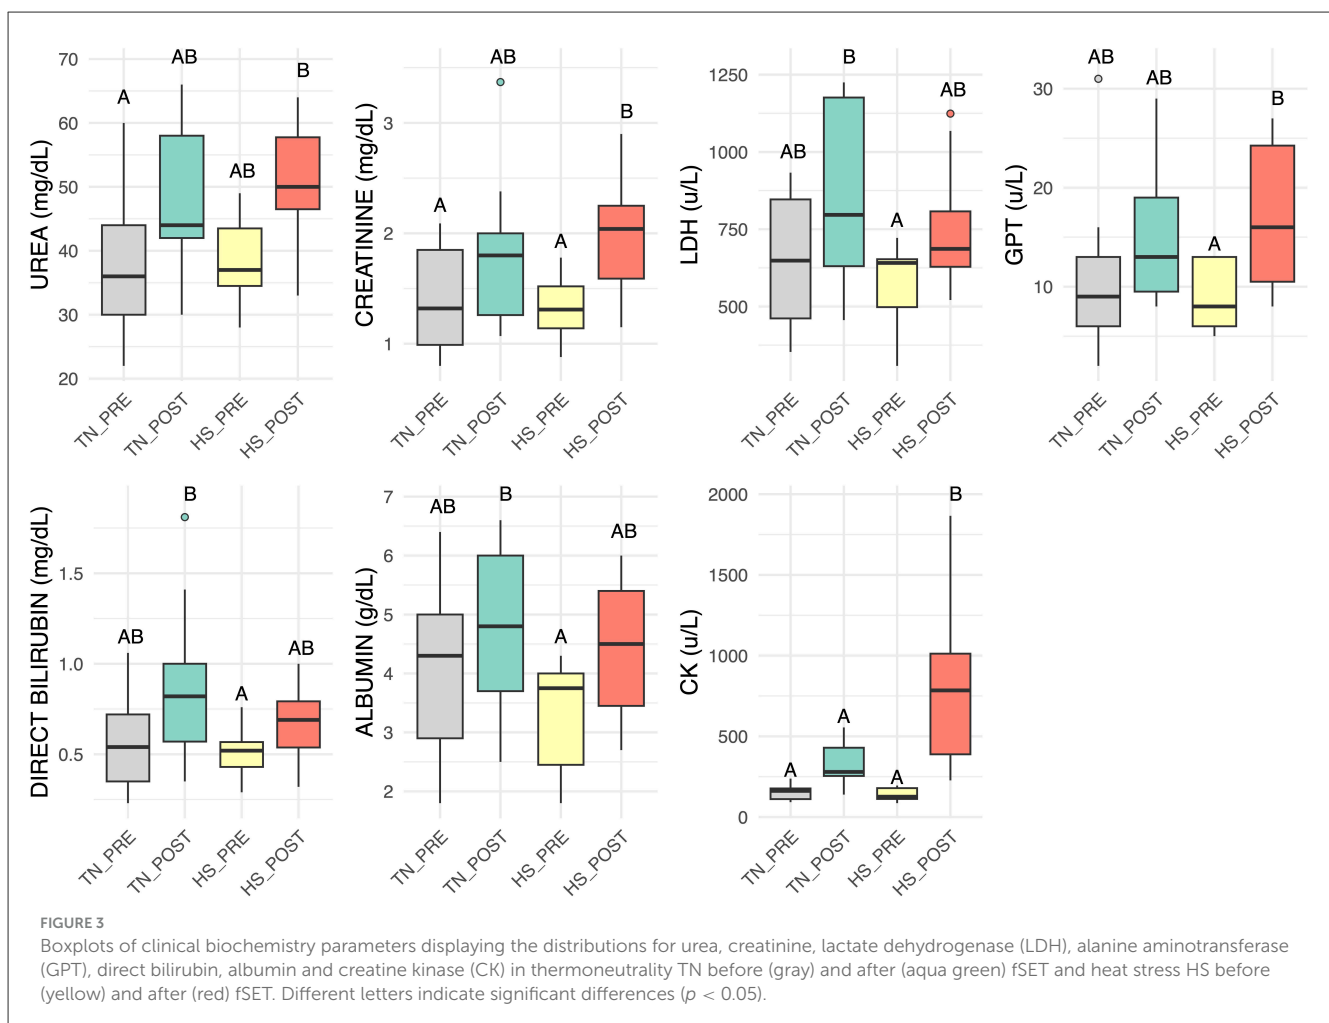 UREA (mg/dL)
70
60
50
40
30
20
A
AB
AB
B
TN_PRE
TN_POST
HS_PRE
HS_POST
CREATININE (mg/dL)
3
2
1
A
AB
A
B
TN_PRE
TN_POST
HS_PRE
HS_POST
LDH (u/L)
1250
1000
750
500
AB
B
A
AB
TN_PRE
TN_POST
HS_PRE
HS_POST
GPT (u/L)
30
20
10
AB
AB
A
B
TN_PRE
TN_POST
HS_PRE
HS_POST
DIRECT BILIRUBIN (mg/dL)
1.5
1.0
0.5
AB
B
A
AB
TN_PRE
TN_POST
HS_PRE
HS_POST
ALBUMIN (g/dL)
7
6
5
4
3
2
AB
B
A
AB
TN_PRE
TN_POST
HS_PRE
HS_POST
CK (u/L)
2000
1500
1000
500
0
A
A
A
B
TN_PRE
TN_POST
HS_PRE
HS_POST
FIGURE 3
Boxplots of clinical biochemistry parameters displaying the distributions for urea, creatinine, lactate dehydrogenase (LDH), alanine aminotransferase
(GPT), direct bilirubin, albumin and creatine kinase (CK) in thermoneutrality TN before (gray) and after (aqua green) fSET and heat stress HS before
(yellow) and after (red) fSET. Different letters indicate significant differences (p < 0.05).